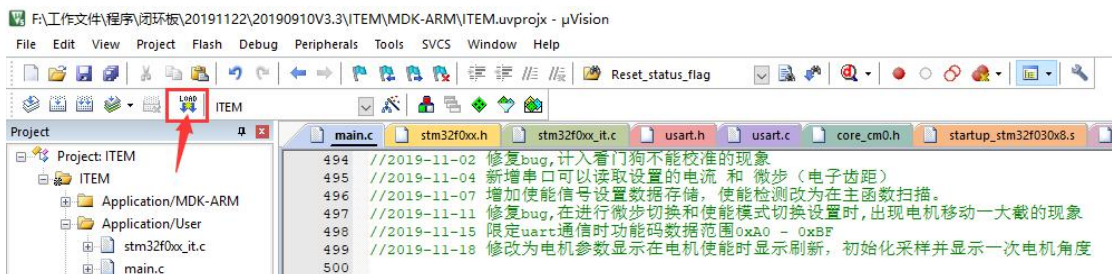 F:\工作文件\程序\闭环板\20191122\20190910V3.3\ITEM\MDK-ARM\ITEM.uvprojx - µVision
File Edit View Project Flash Debug Peripherals Tools SVCS Window Help
Reset_status_flag
LOAD ITEM
Project
main.c stm32f0xx.h stm32f0xx_it.c usart.h usart.c core_cm0.h startup_stm32f030x8.s
Project: ITEM
494 //2019-11-02 修复bug,计入看门狗不能校准的现象
ITEM
495 //2019-11-04 新增串口可以读取设置的电流 和 微步（电子齿距）
Application/MDK-ARM
496 //2019-11-07 增加使能信号设置数据存储，使能检测改为在主函数扫描。
Application/User
497 //2019-11-11 修复bug,在进行微步切换和使能模式切换设置时,出现电机移动一大截的现象
stm32f0xx_it.c
498 //2019-11-15 限定uart通信时功能码数据范围0xA0 - 0xBF
main.c
499 //2019-11-18 修改为电机参数显示在电机使能时显示刷新，初始化采样并显示一次电机角度
500